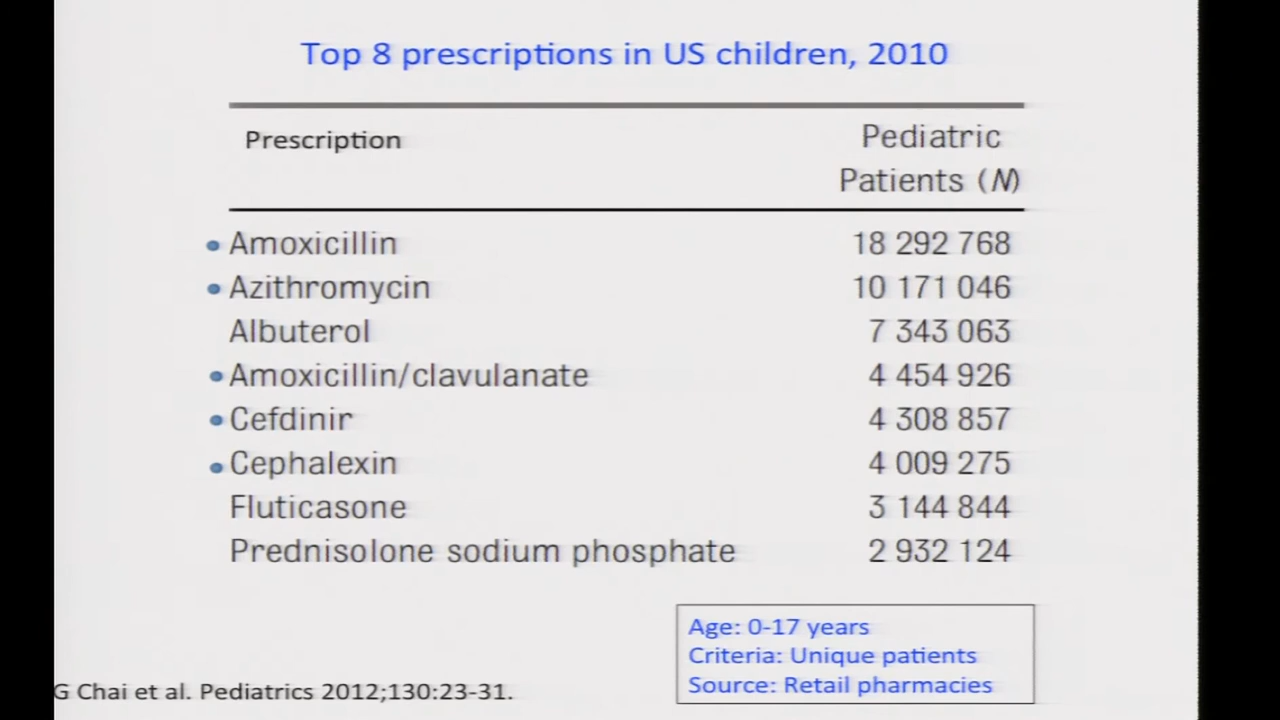 Top 8 prescriptions in US children, 2010
Prescription Pediatric Patients (N)
• Amoxicillin 18 292 768
• Azithromycin 10 171 046
Albuterol 7 343 063
• Amoxicillin/clavulanate 4 454 926
• Cefdinir 4 308 857
• Cephalexin 4 009 275
Fluticasone 3 144 844
Prednisolone sodium phosphate 2 932 124
Age: 0-17 years
Criteria: Unique patients
Source: Retail pharmacies
G Chai et al. Pediatrics 2012;130:23-31.